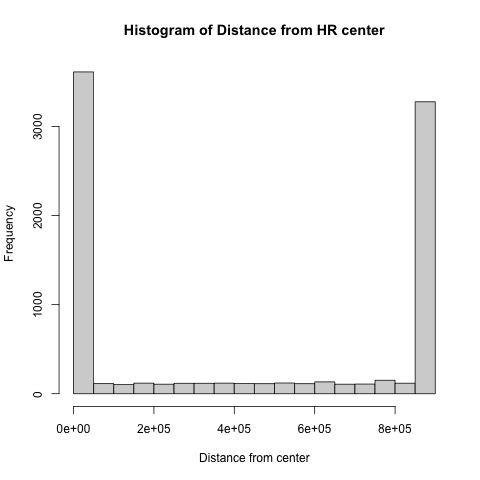 Histogram of Distance from HR center
Frequency
3000
2000
1000
0
0e+00 2e+05 4e+05 6e+05 8e+05
Distance from center